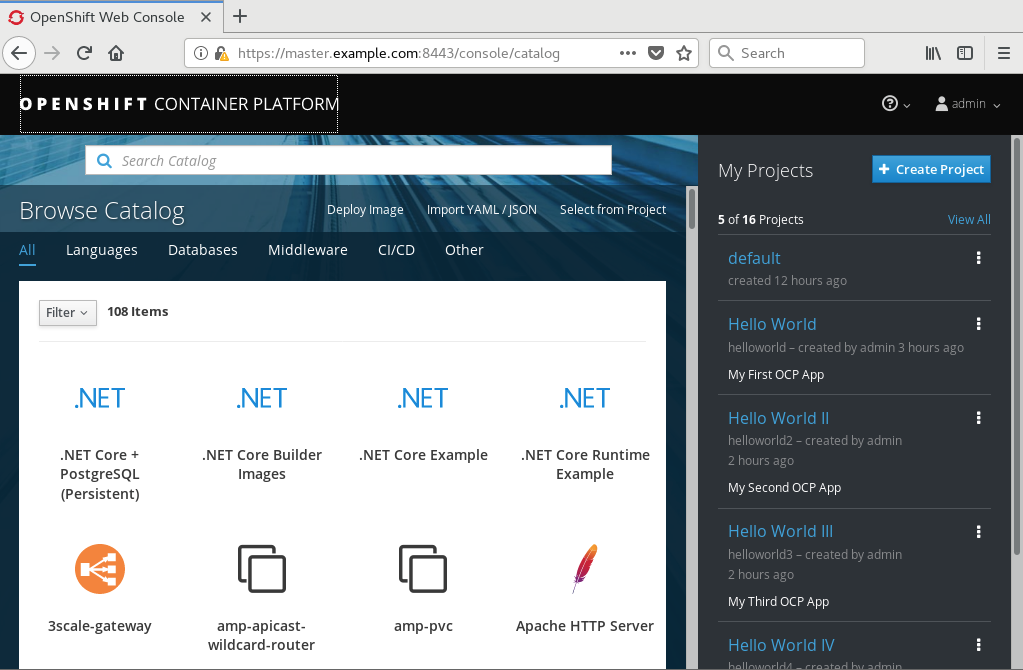 OpenShift Web Console
https://master.example.com:8443/console/catalog
Search
OPENSHIFT CONTAINER PLATFORM
admin
Search Catalog
Browse Catalog
Deploy Image
Import YAML / JSON
Select from Project
All
Languages
Databases
Middleware
CI/CD
Other
Filter
108 Items
.NET
.NET
.NET
.NET
.NET Core +
PostgreSQL
(Persistent)
.NET Core Builder
Images
.NET Core Example
.NET Core Runtime
Example
3scale-gateway
amp-apicast-
wildcard-router
amp-pvc
Apache HTTP Server
My Projects
Create Project
5 of 16 Projects
View All
default
created 12 hours ago
Hello World
helloworld – created by admin 3 hours ago
My First OCP App
Hello World II
helloworld2 – created by admin
2 hours ago
My Second OCP App
Hello World III
helloworld3 – created by admin
2 hours ago
My Third OCP App
Hello World IV
helloworld4 – created by admin